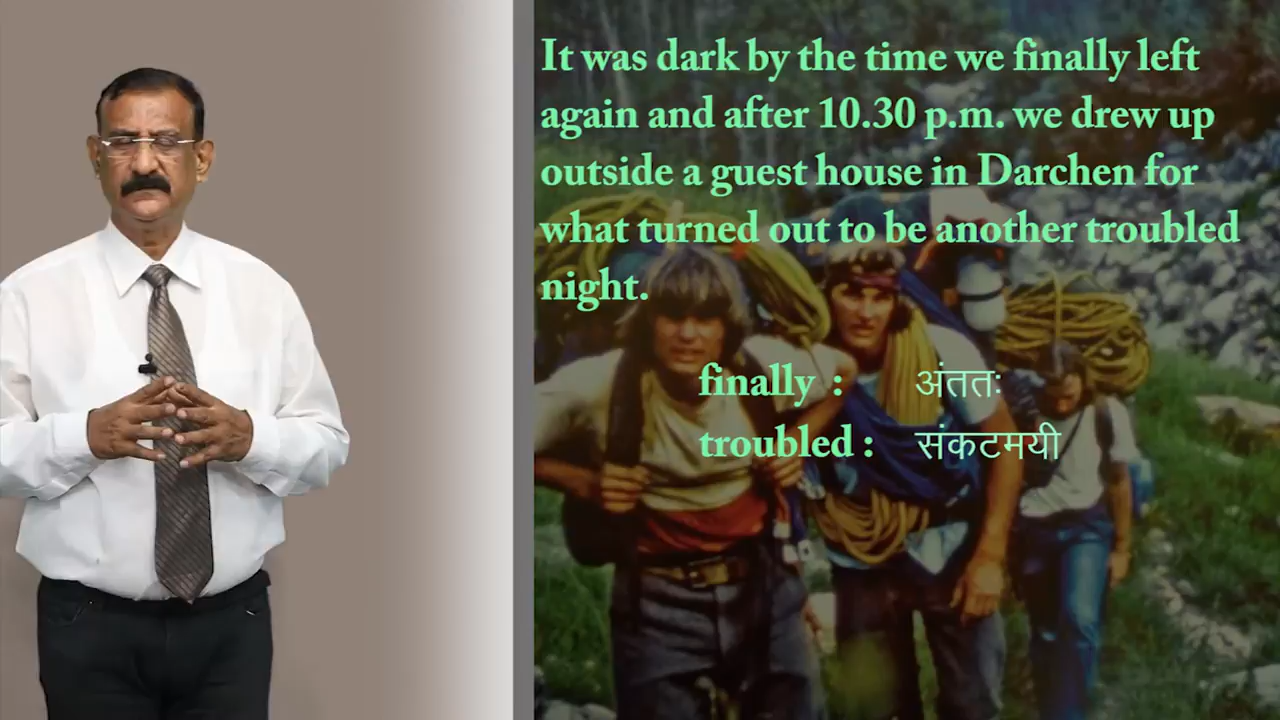 It was dark by the time we finally left
again and after 10.30 p.m. we drew up
outside a guest house in Darchen for
what turned out to be another troubled
night.
finally : अंततः
troubled : संकटमयी